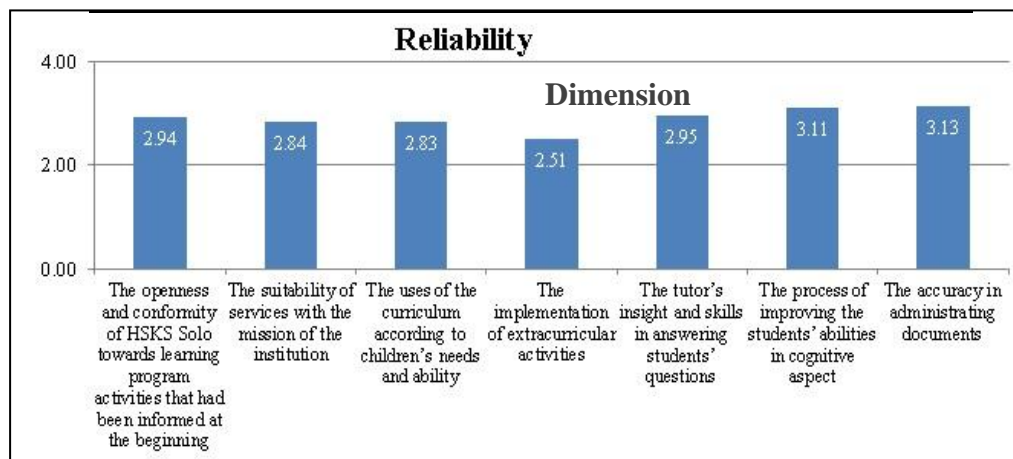 Reliability
Dimension
4.00
2.00
0.00
2.94
2.84
2.83
2.51
2.95
3.11
3.13
The openness
and conformity
of HSKS Solo
towards learning
program
activities that had
been informed at
the beginning
The suitability of
services with the
mission of the
institution
The uses of the
curriculum
according to
children's needs
and ability
The
implementation
of extracurricular
activities
The tutor's
insight and skills
in answering
students'
questions
The process of
improving the
students' abilities
in cognitive
aspect
The accuracy in
administrating
documents